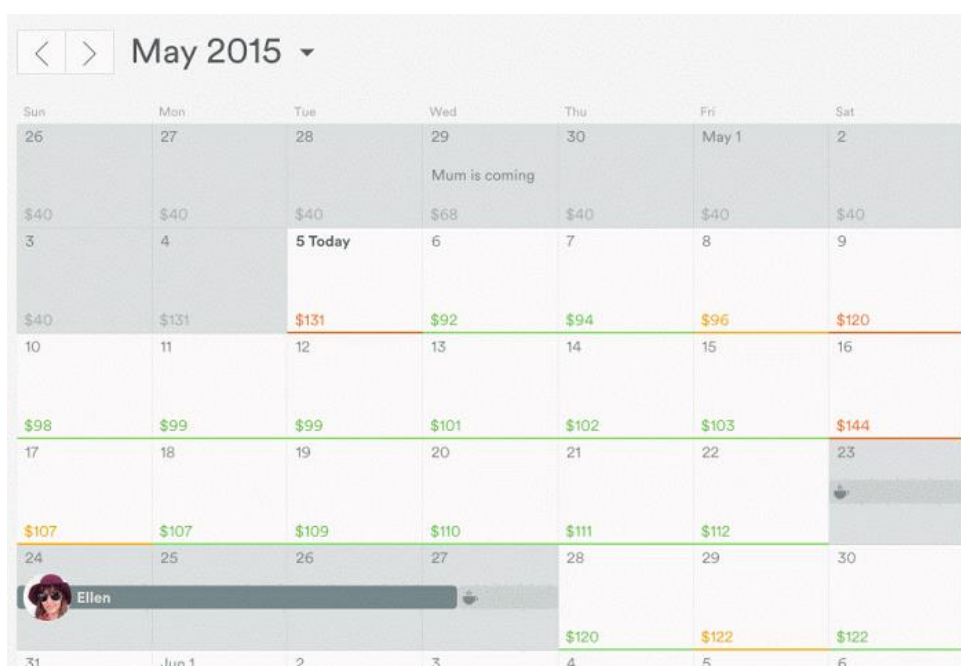 May 2015
Sun Mon Tue Wed Thu Fri Sat
26 27 28 29 30 May 1 2
Mum is coming
$40 $40 $40 $68 $40 $40 $40
3 4 5 Today 6 7 8 9
$40 $131 $131 $92 $94 $96 $120
10 11 12 13 14 15 16
$98 $99 $99 $101 $102 $103 $144
17 18 19 20 21 22 23
$107 $107 $109 $110 $111 $112
24 25 26 27 28 29 30
Ellen
$120 $122 $122
31 Jun 1 2 3 4 5 6